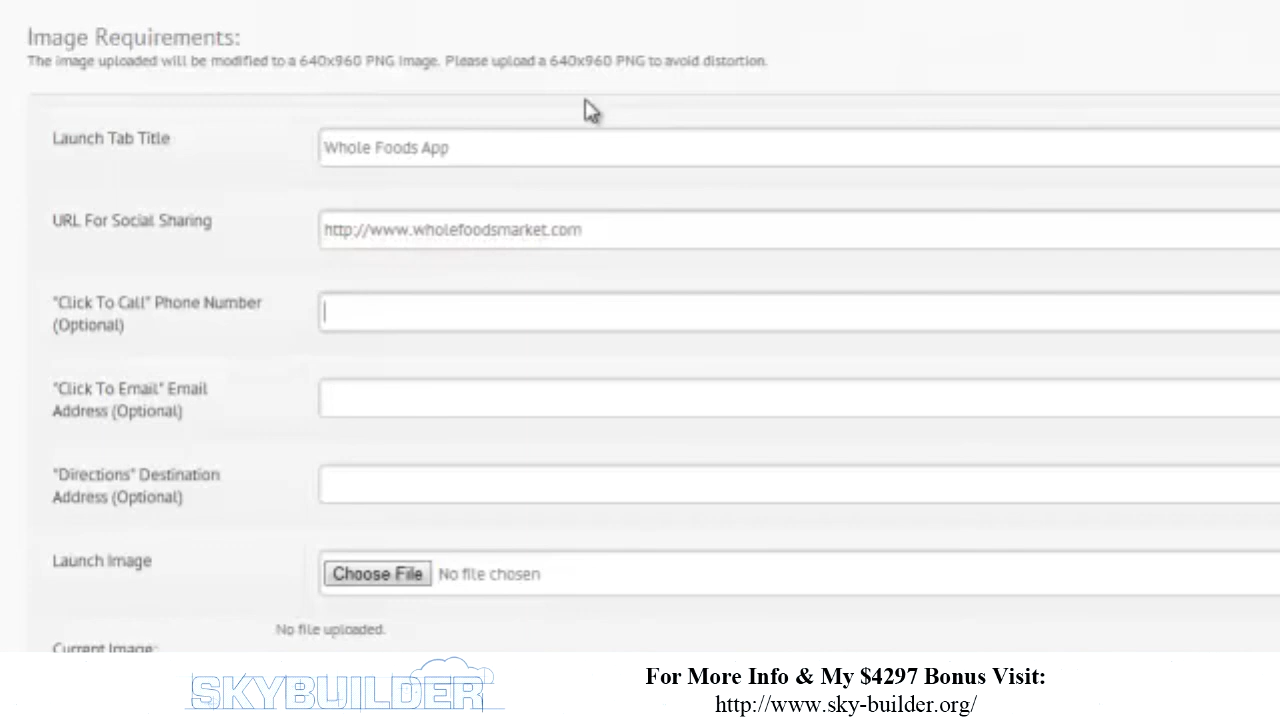 Image Requirements:
The image uploaded will be modified to a 640x960 PNG image. Please upload a 640x960 PNG to avoid distortion.
Launch Tab Title
Whole Foods App
URL For Social Sharing
http://www.wholefoodsmarket.com
"Click To Call" Phone Number
(Optional)
"Click To Email" Email
Address (Optional)
"Directions" Destination
Address (Optional)
Launch Image
Choose File No file chosen
No file uploaded.
Current Image:
SKYBUILDER
For More Info & My $4297 Bonus Visit:
http://www.sky-builder.org/